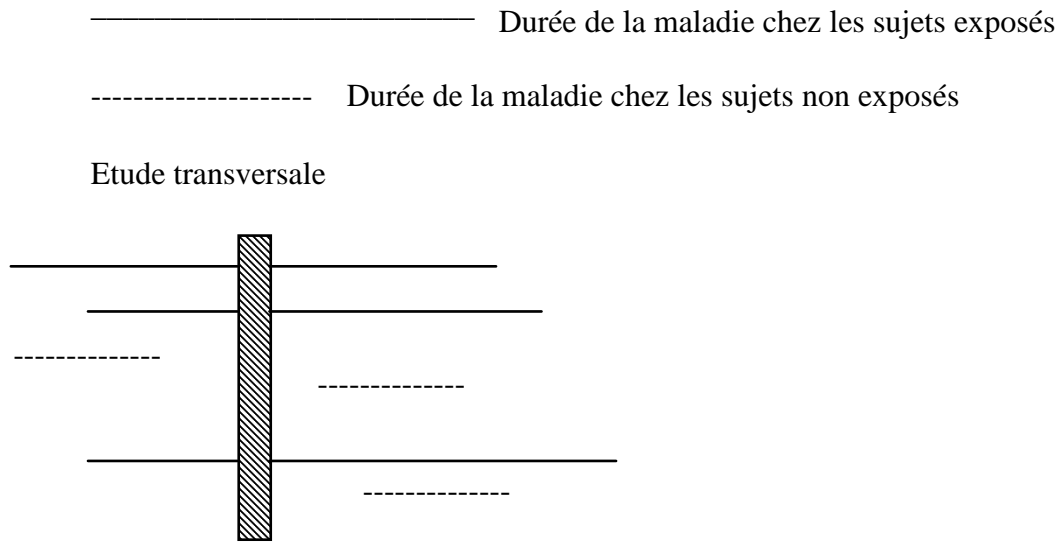 Durée de la maladie chez les sujets exposés
Durée de la maladie chez les sujets non exposés
Etude transversale